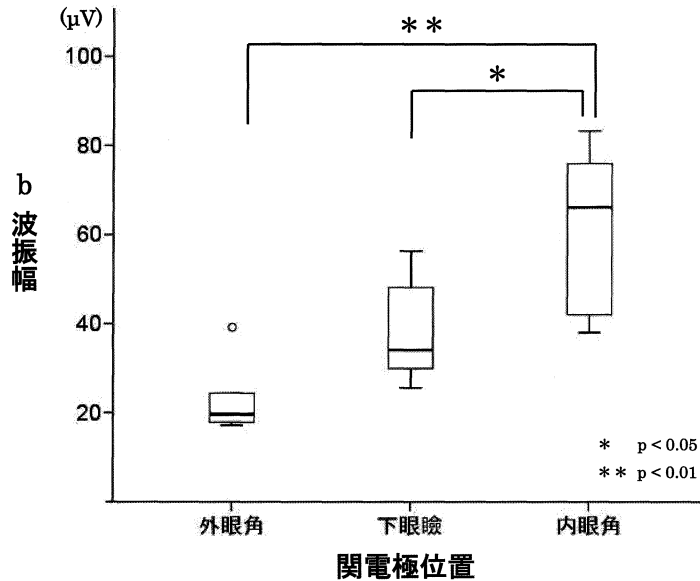 (μV)
**
100
*
80
b
波振幅
60
40
20
* p < 0.05
** p < 0.01
外眼角 下眼瞼 内眼角
関電極位置